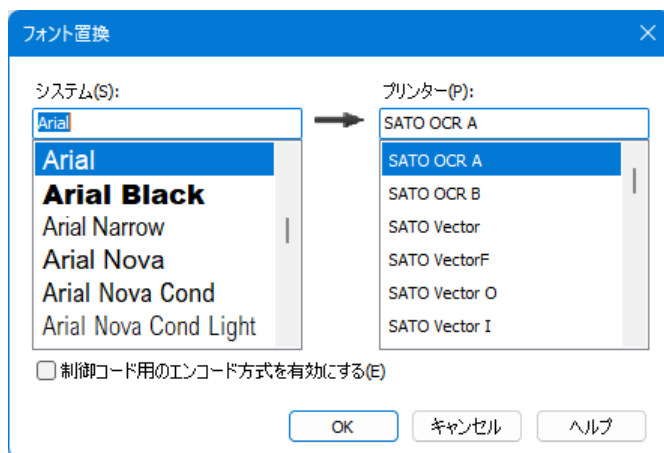 フォント置換
システム(S):
プリンター(P):
Arial
SATO OCR A
Arial
Arial Black
Arial Narrow
Arial Nova
Arial Nova Cond
Arial Nova Cond Light
SATO OCR A
SATO OCR B
SATO Vector
SATO VectorF
SATO Vector O
SATO Vector I
制御コード用のエンコード方式を有効にする(E)
OK
キャンセル
ヘルプ